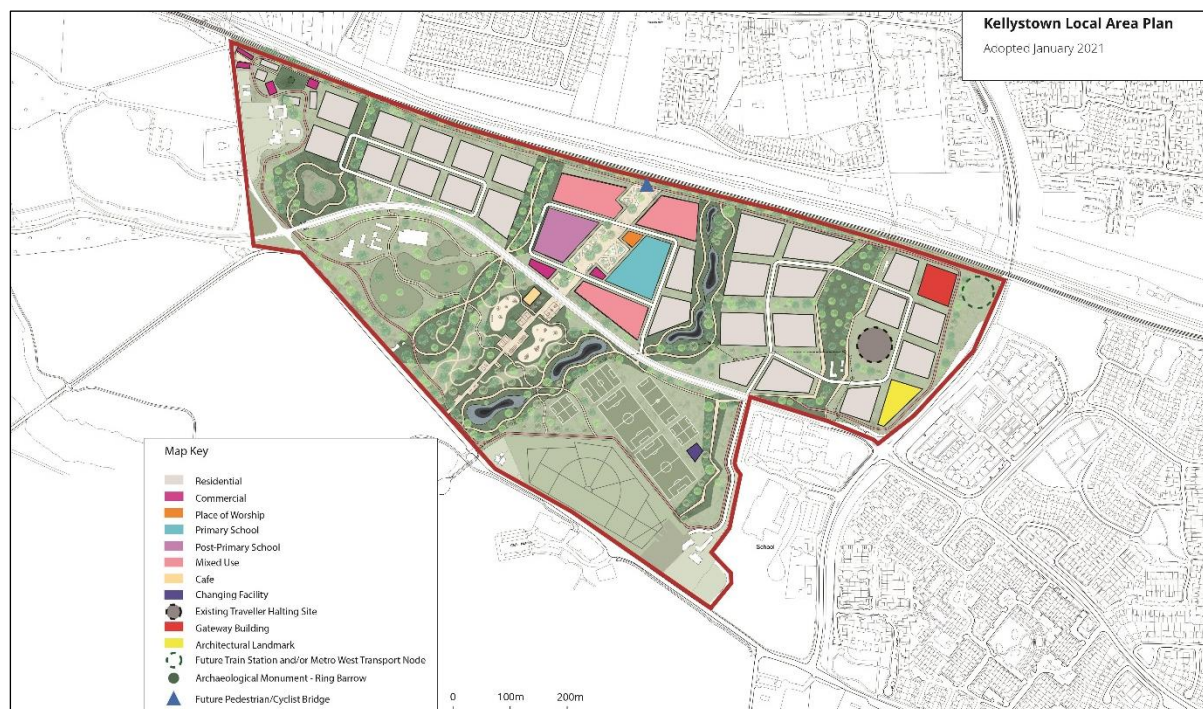 Kellystown Local Area Plan
Adopted January 2021
School
Map Key
Residential
Commercial
Place of Worship
Primary School
Post-Primary School
Mixed Use
Cafe
Changing Facility
Existing Traveller Halting Site
Gateway Building
Architectural Landmark
Future Train Station and/or Metro West Transport Node
Archaeological Monument - Ring Barrow
Future Pedestrian/Cyclist Bridge
0 100m 200m